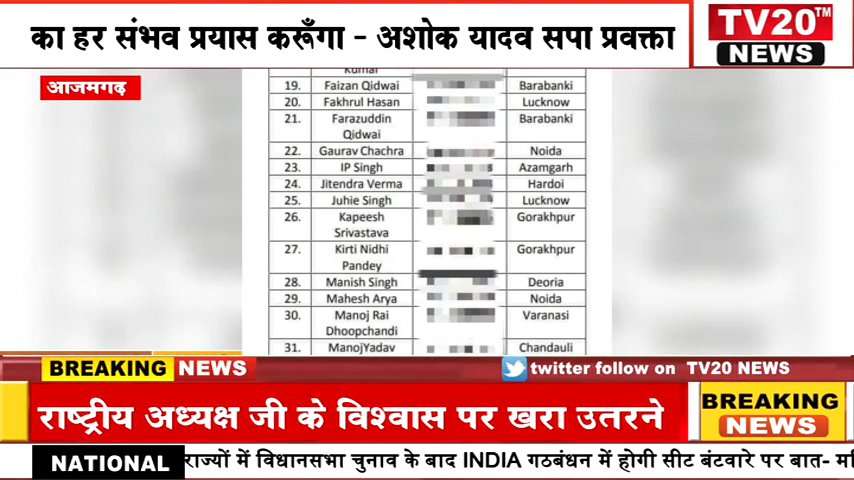 का हर संभव प्रयास करूँगा - अशोक यादव सपा प्रवक्ता
TV20™
NEWS
आजमगढ़
Kumar
19. Faizan Qidwai Barabanki
20. Fakhrul Hasan Lucknow
21. Farazuddin Barabanki
Qidwai
22. Gaurav Chachra Noida
23. IP Singh Azamgarh
24. Jitendra Verma Hardoi
25. Juhie Singh Lucknow
26. Kapeesh Gorakhpur
Srivastava
27. Kirti Nidhi Gorakhpur
Pandey
28. Manish Singh Deoria
29. Mahesh Arya Noida
30. Manoj Rai Varanasi
Dhoopchandi
31. ManojYadav Chandauli
BREAKING NEWS
twitter follow on TV20 NEWS
राष्ट्रीय अध्यक्ष जी के विश्वास पर खरा उतरने
BREAKING
NEWS
NATIONAL राज्यों में विधानसभा चुनाव के बाद INDIA गठबंधन में होगी सीट बंटवारे पर बात-